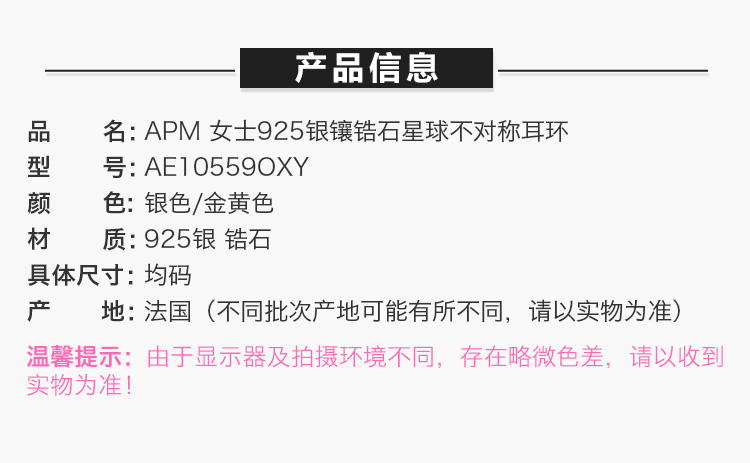 产品信息
品名：APM 女士925银镶锆石星球不对称耳环
型号：AE10559OXY
颜色：银色/金黄色
材质：925银 锆石
具体尺寸：均码
产地：法国（不同批次产地可能有所不同，请以实物为准）
温馨提示：由于显示器及拍摄环境不同，存在略微色差，请以收到
实物为准！